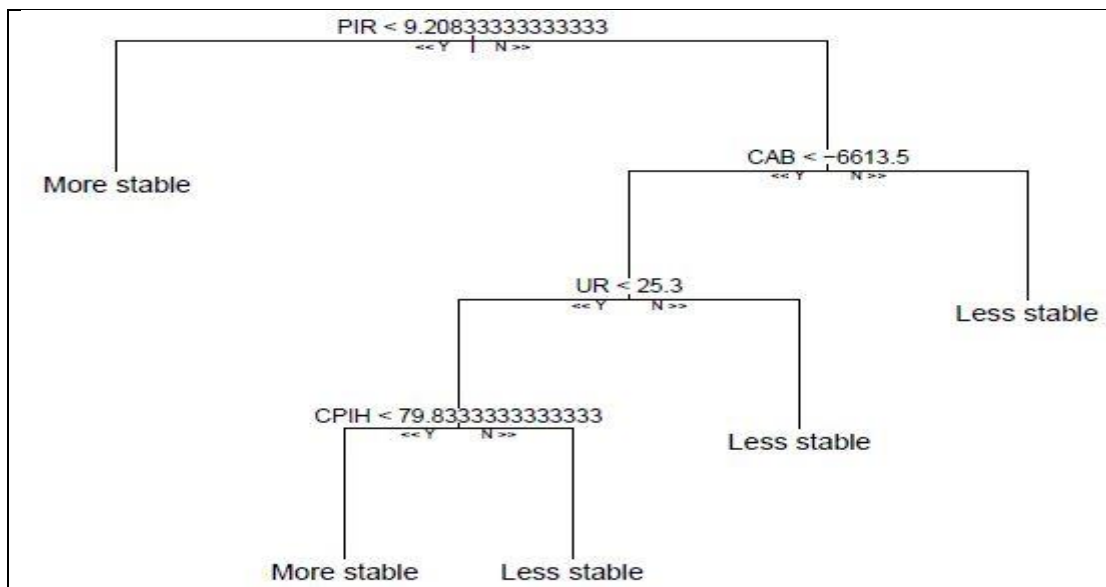 PIR < 9.20833333333333
<< Y N >>
CAB < −6613.5
<< Y N >>
More stable
UR < 25.3
<< Y N >>
Less stable
CPIH < 79.8333333333333
<< Y N >>
Less stable
More stable
Less stable